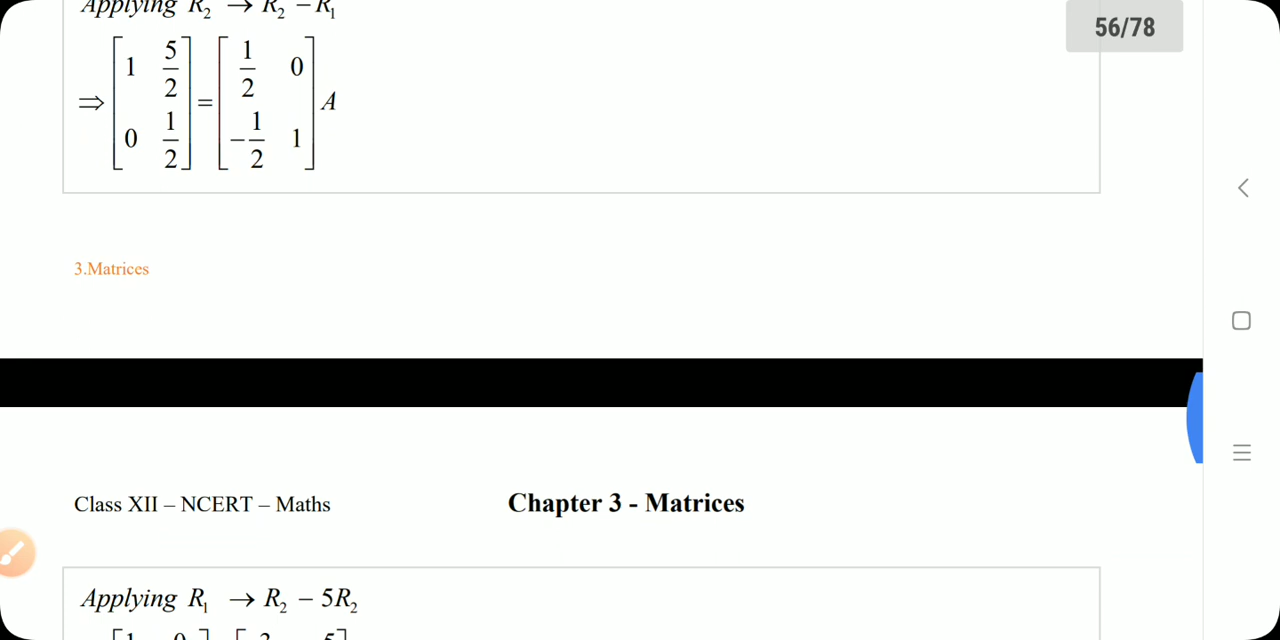 Applying R₂ → R₂ − R₁
56/78
⇒ [1 5/2; 0 1/2] = [1/2 0; −1/2 1] A
3.Matrices
Class XII – NCERT – Maths
Chapter 3 - Matrices
Applying R₁ → R₂ − 5R₂